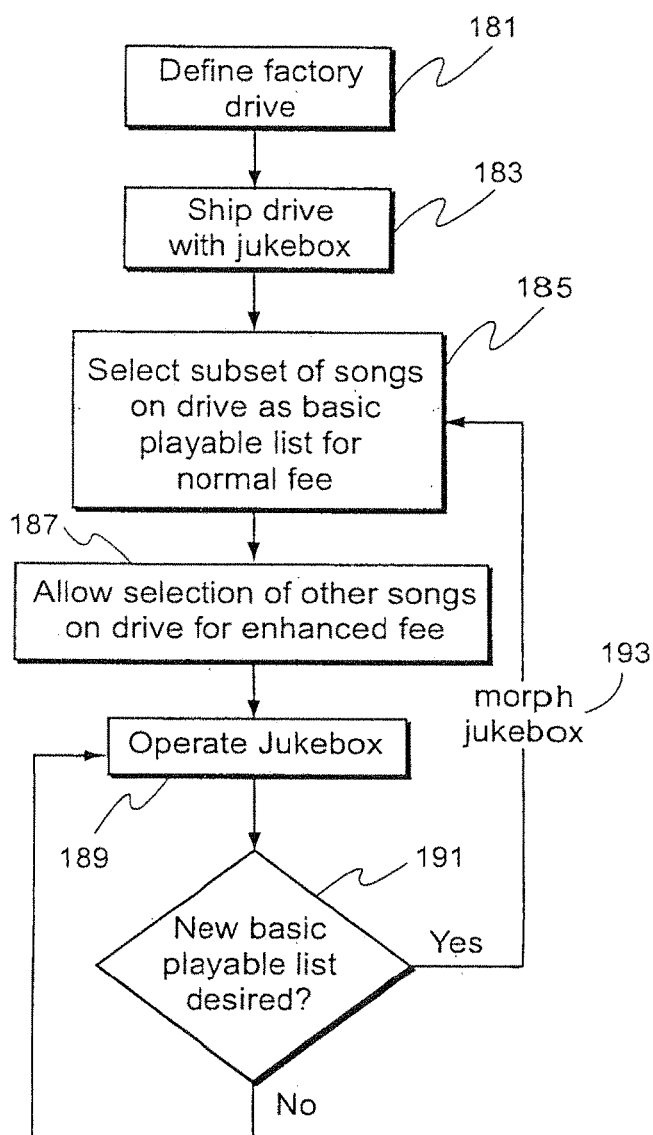 181
Define factory
drive
183
Ship drive
with jukebox
185
Select subset of songs
on drive as basic
playable list for
normal fee
187
Allow selection of other songs
on drive for enhanced fee
193
morph
jukebox
Operate Jukebox
189
191
New basic
playable list
desired?
Yes
No